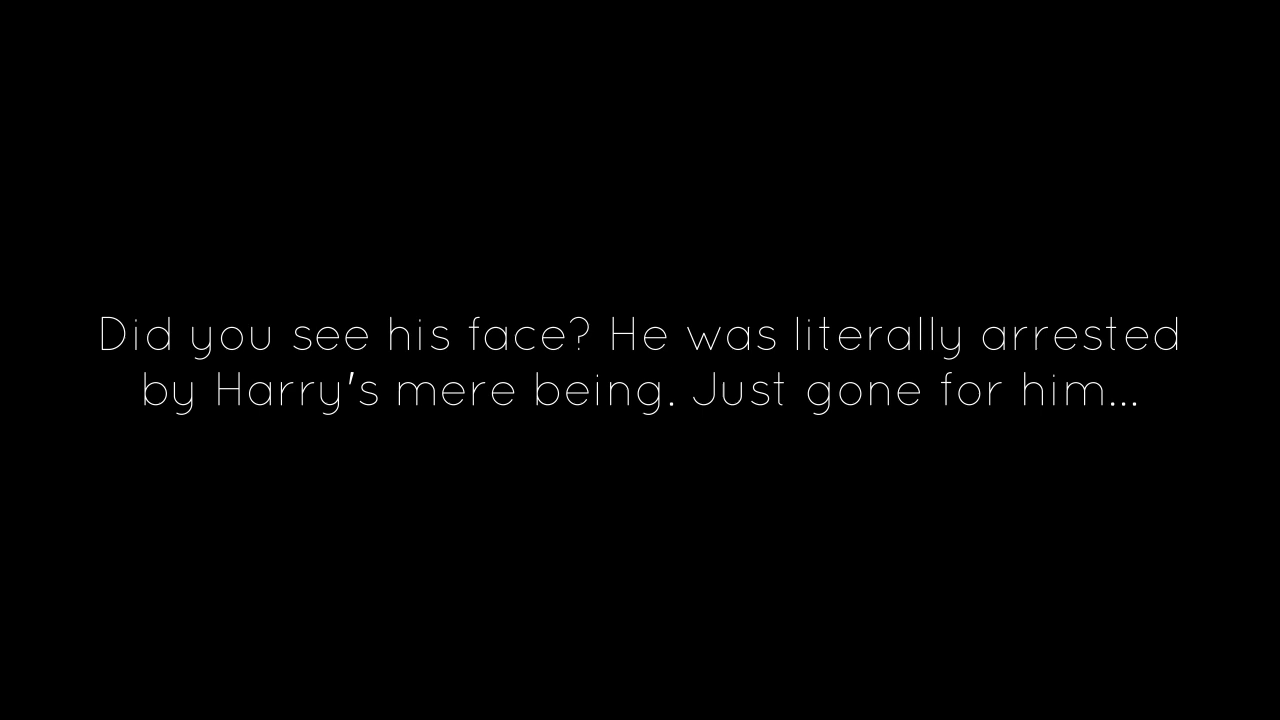 Did you see his face? He was literally arrested
by Harry's mere being. Just gone for him...